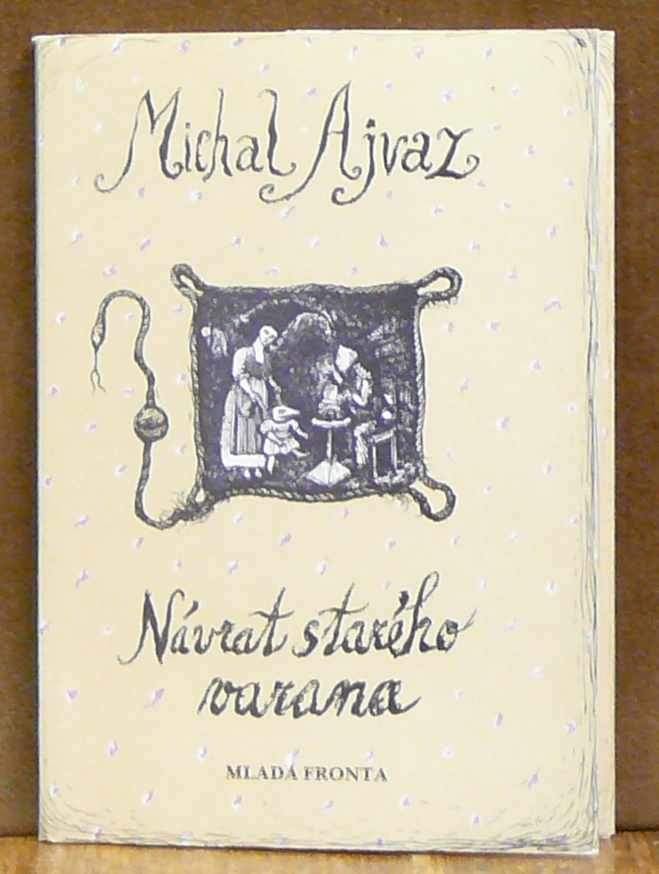 Michal Ajvaz
Návrat starého
varana
MLADÁ FRONTA